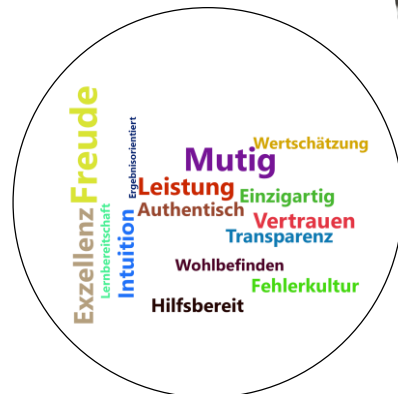 Freude
Exzellenz
Lernbereitschaft
Intuition
Ergebnisorientiert
Mutig
Wertschätzung
Leistung
Einzigartig
Authentisch
Vertrauen
Transparenz
Wohlbefinden
Fehlerkultur
Hilfsbereit